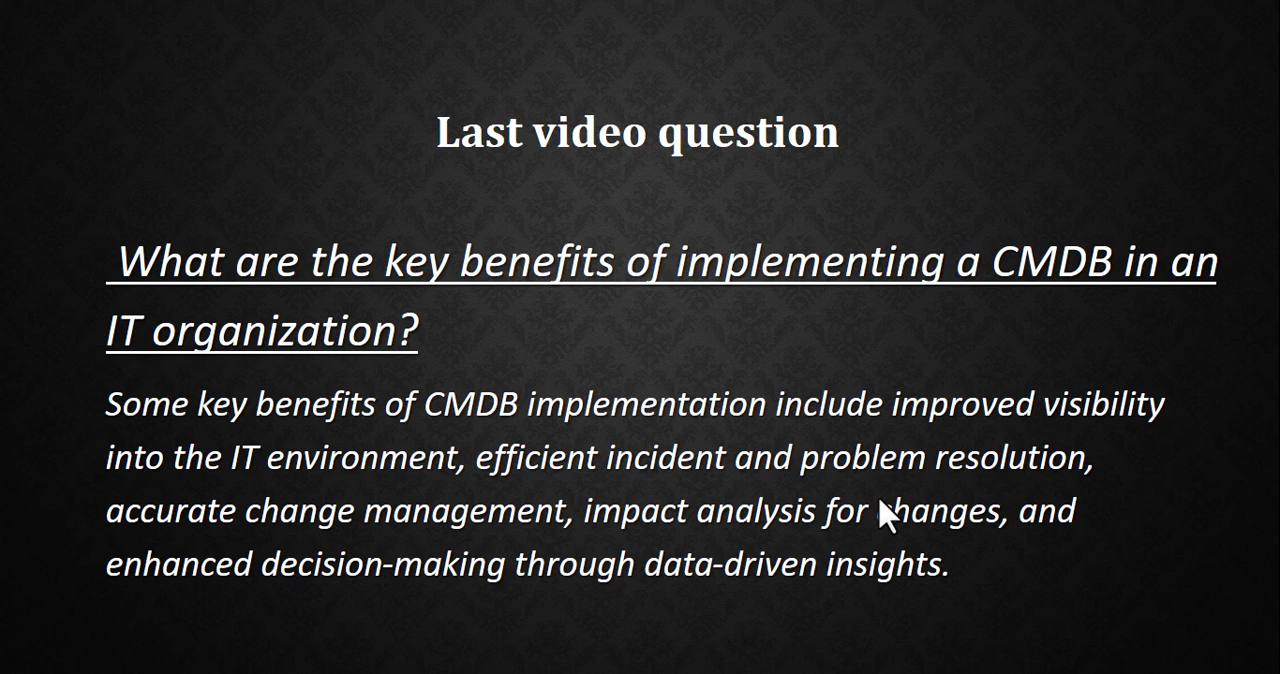 Last video question
What are the key benefits of implementing a CMDB in an
IT organization?
Some key benefits of CMDB implementation include improved visibility
into the IT environment, efficient incident and problem resolution,
accurate change management, impact analysis for changes, and
enhanced decision-making through data-driven insights.